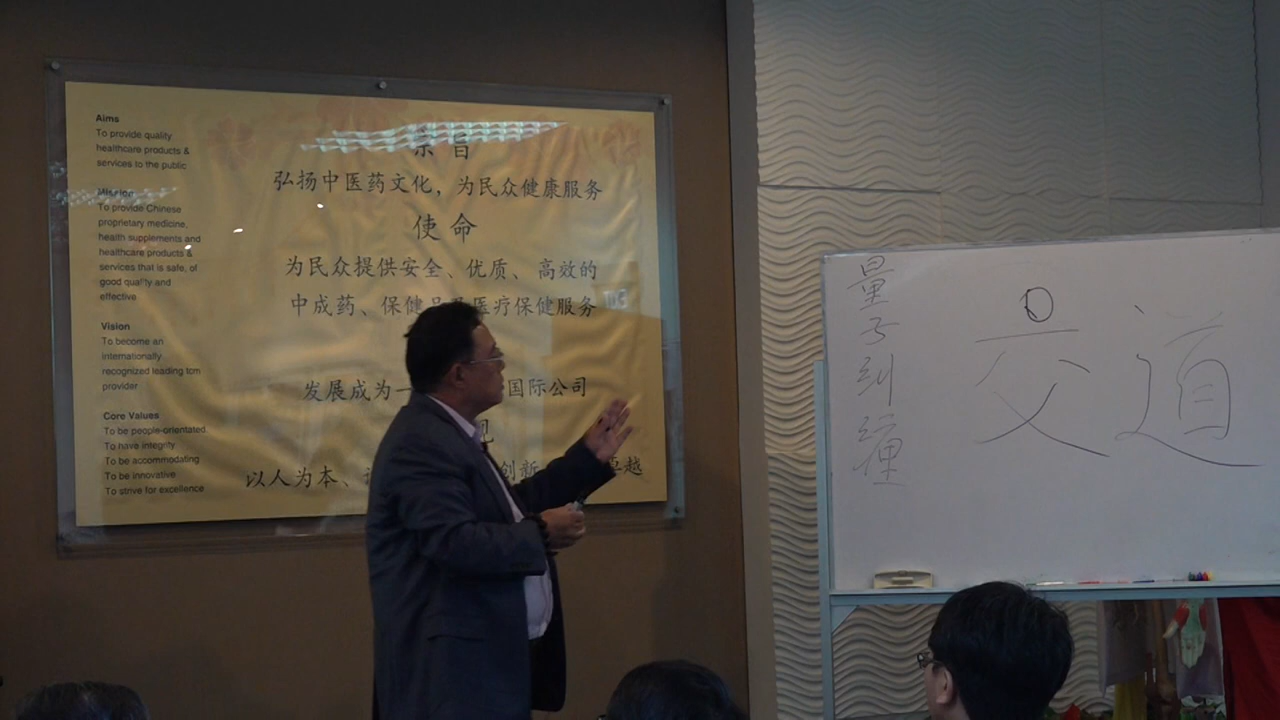 Aims
To provide quality
healthcare products &
services to the public
Mission
To provide Chinese
proprietary medicine,
health supplements and
healthcare products &
services that is safe, of
good quality and
effective
Vision
To become an
internationally
recognized leading tcm
provider
Core Values
To be people-orientated
To have integrity
To be accommodating
To be innovative
To strive for excellence
宗旨
弘扬中医药文化，为民众健康服务
使命
为民众提供安全、优质、高效的
中成药、保健品及医疗保健服务
发展成为一 国际公司
见
以人为本、 创新 卓越
量子纠缠
交道